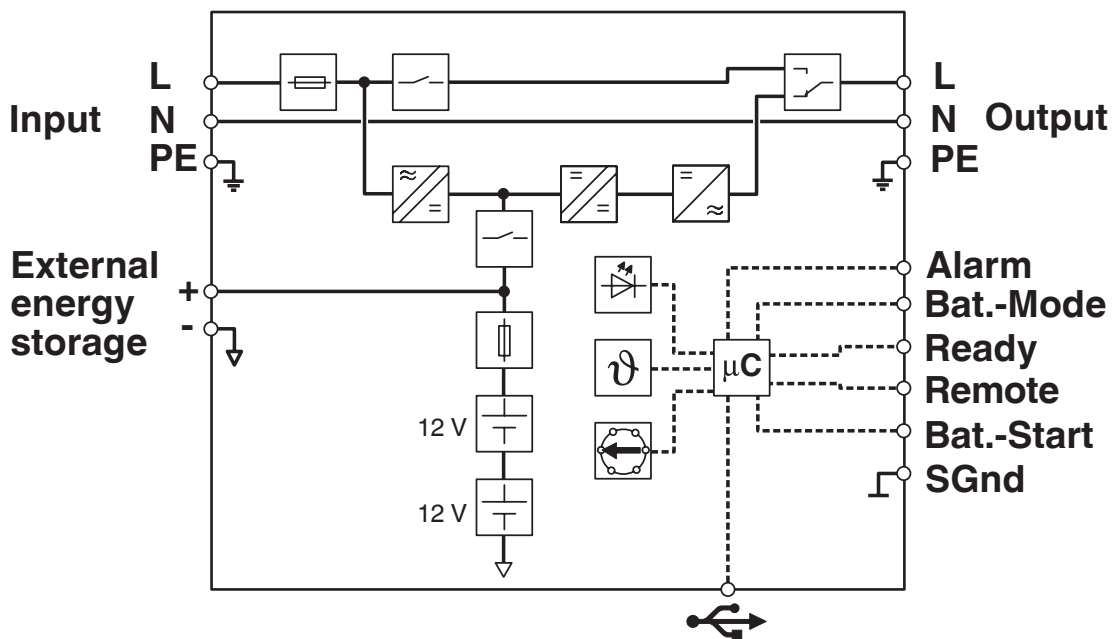 L
L
Input
N
N
Output
PE
PE
≈
=
=
=
=
≈
External
energy
storage
+
-
Alarm
Bat.-Mode
Ready
Remote
Bat.-Start
SGnd
ϑ
µC
12 V
12 V